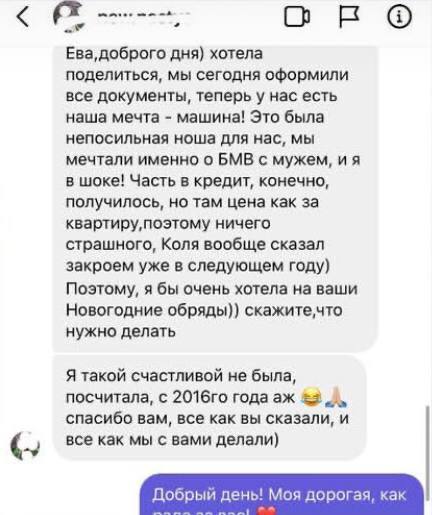 Ева,доброго дня) хотела
поделиться, мы сегодня оформили
все документы, теперь у нас есть
наша мечта - машина! Это была
непосильная ноша для нас, мы
мечтали именно о БМВ с мужем, и я
в шоке! Часть в кредит, конечно,
получилось, но там цена как за
квартиру,поэтому ничего
страшного, Коля вообще сказал
закроем уже в следующем году)
Поэтому, я бы очень хотела на ваши
Новогодние обряды)) скажите,что
нужно делать
Я такой счастливой не была,
посчитала, с 2016го года аж 😂🙏🏼
спасибо вам, все как вы сказали, и
все как мы с вами делали)
Добрый день! Моя дорогая, как
рада за вас! ❤️